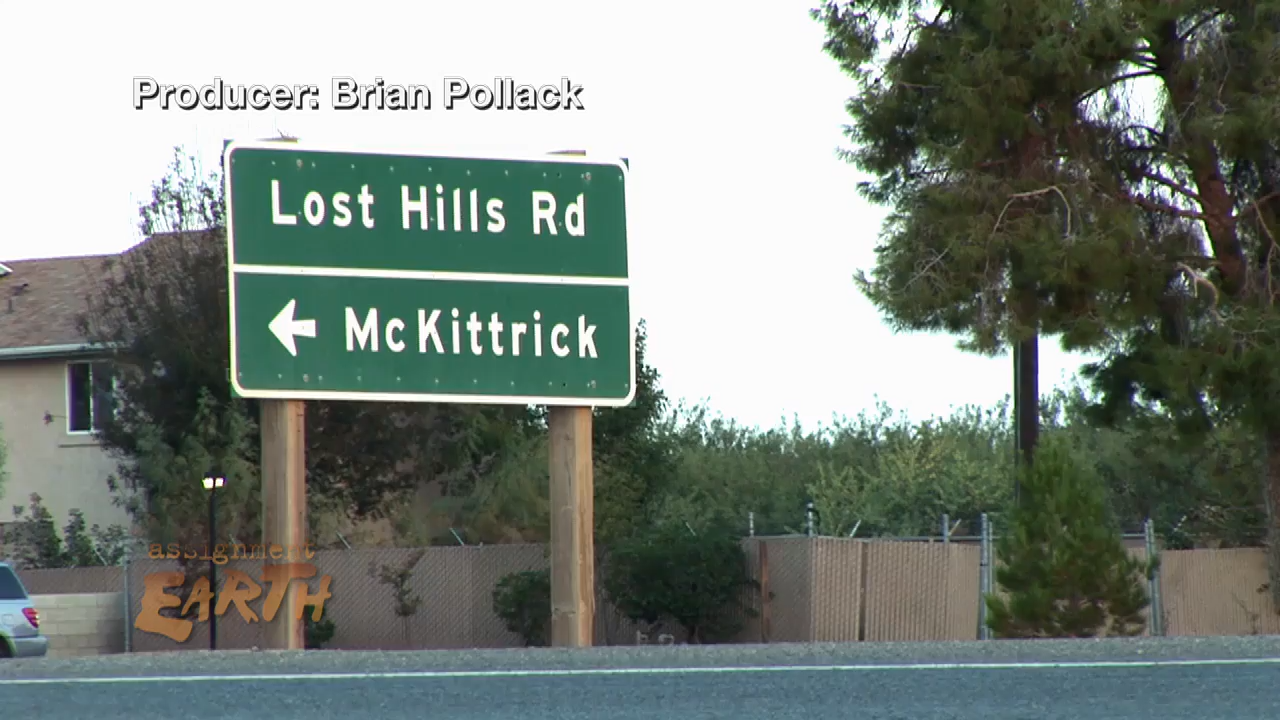 Producer: Brian Pollack
Lost Hills Rd
McKittrick
assignment
EARTH